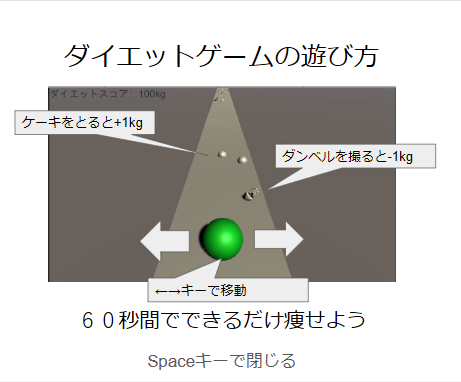 ダイエットゲームの遊び方
ダイエットスコア：100kg
ケーキをとると+1kg
ダンベルを撮ると-1kg
←→キーで移動
６０秒間でできるだけ痩せよう
Spaceキーで閉じる